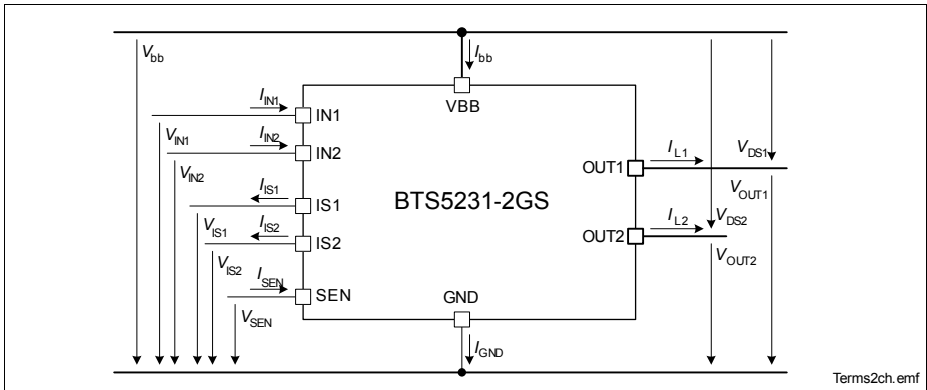 Vbb
Ibb
VBB
IIN1
IN1
VIN1
IIN2
IN2
VIN2
IIS1
IS1
VIS1
IIS2
IS2
VIS2
ISEN
SEN
VSEN
BTS5231-2GS
OUT1
IL1
VDS1
VOUT1
OUT2
IL2
VDS2
VOUT2
GND
IGND
Terms2ch.emf